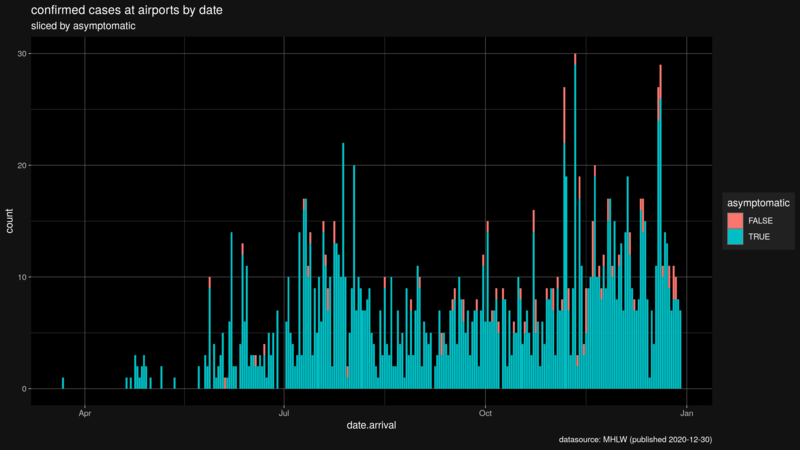 confirmed cases at airports by date
sliced by asymptomatic
30
20
10
0
count
Apr
Jul
Oct
Jan
date.arrival
asymptomatic
FALSE
TRUE
datasource: MHLW (published 2020-12-30)